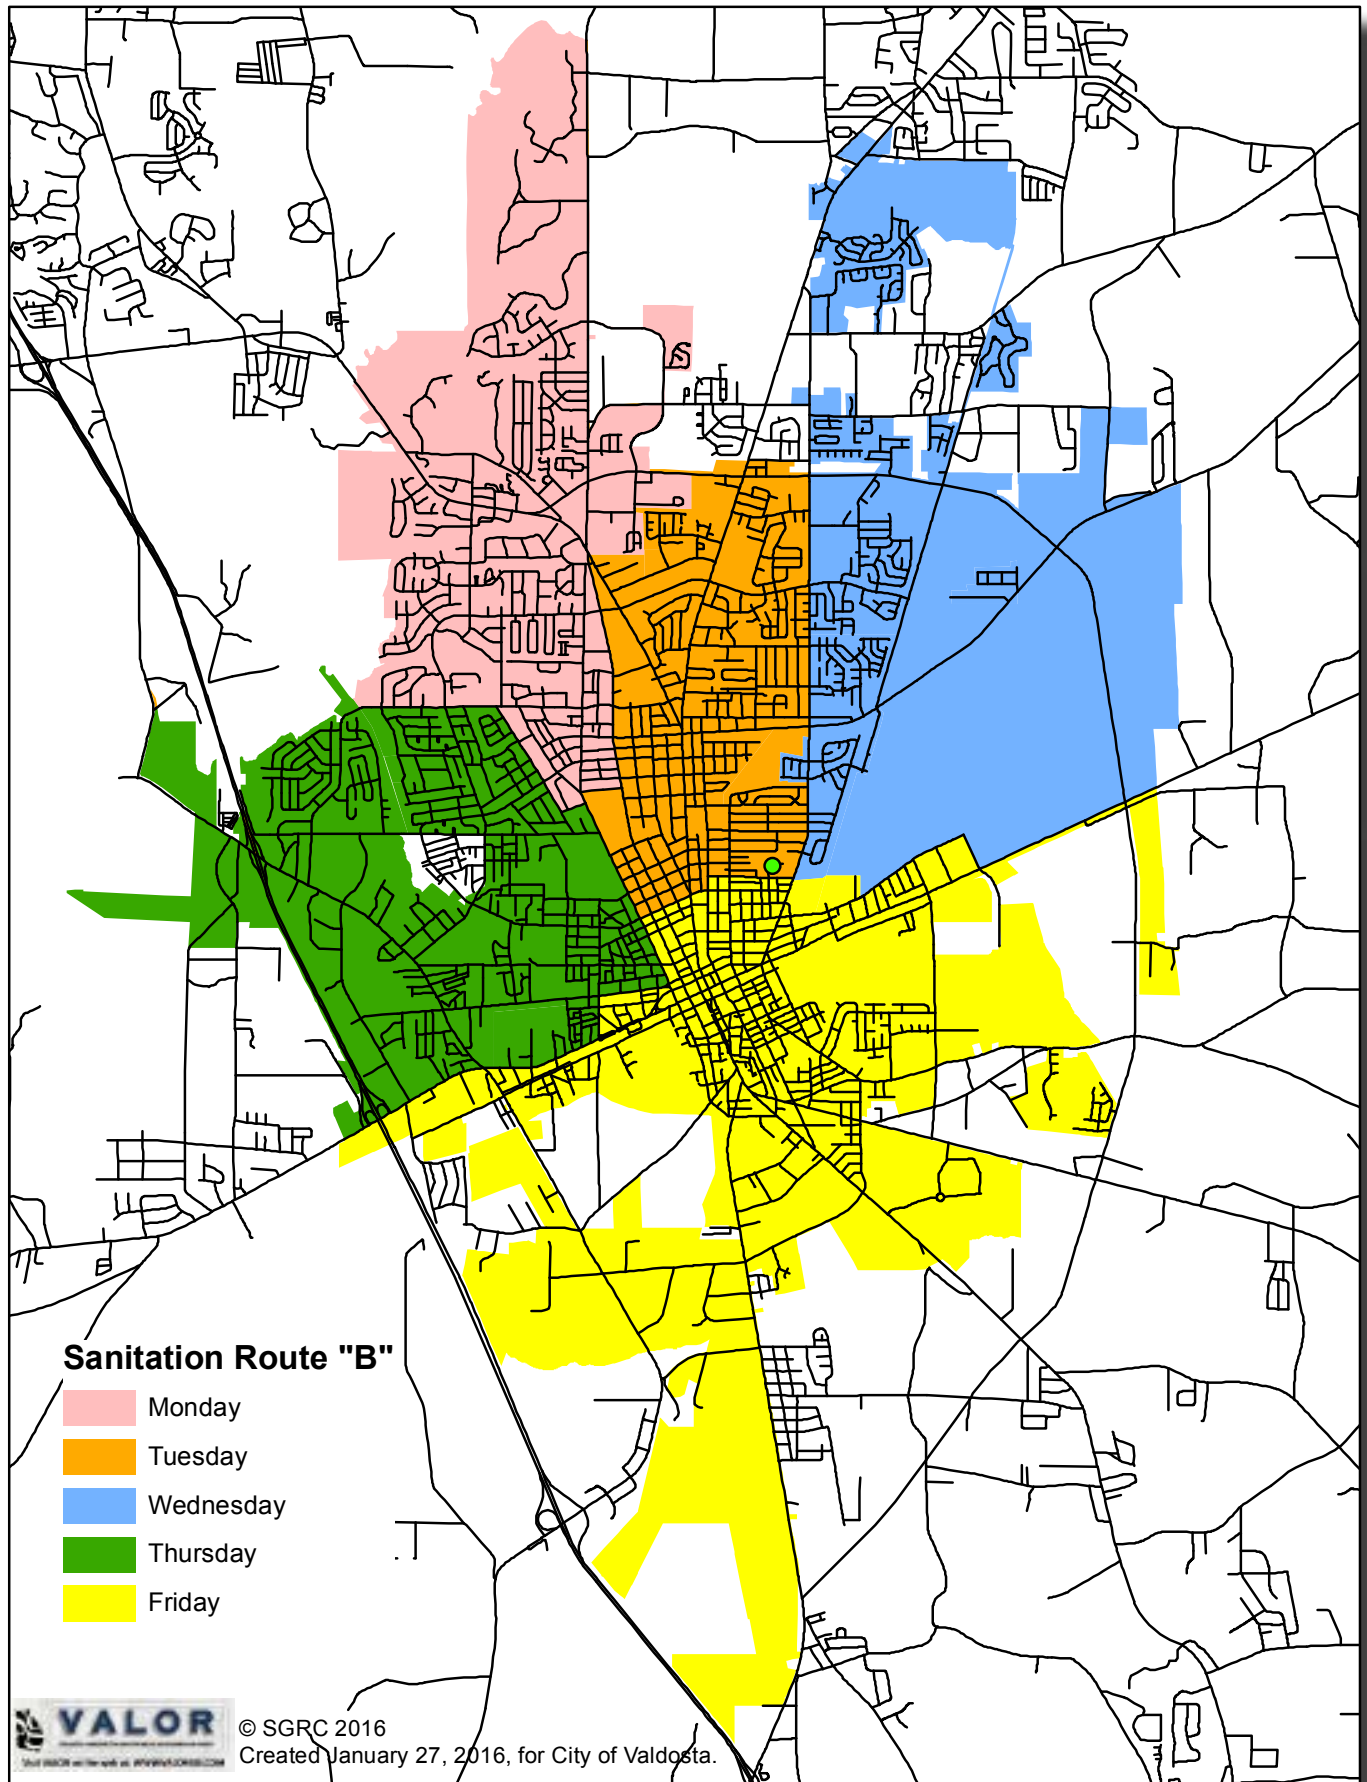 Sanitation Route "B"
Monday
Tuesday
Wednesday
Thursday
Friday
VALOR
© SGRC 2016
Created January 27, 2016, for City of Valdosta.